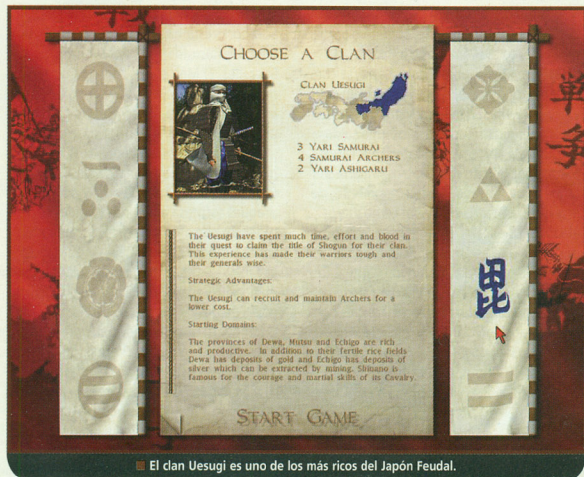 CHOOSE A CLAN
CLAN UESUGI
3 YARI SAMURAI
4 SAMURAI ARCHERS
2 YARI ASHIGARU
The Uesugi have spent much time, effort and blood in
their quest to claim the title of Shogun for their clan.
This experience has made their warriors tough and
their generals wise.
Strategic Advantages:
The Uesugi can recruit and maintain Archers for a
lower cost.
Starting Domains:
The provinces of Dewa, Mutsu and Echigo are rich
and productive. In addition to their fertile rice fields
Dewa has deposits of gold and Echigo has deposits of
silver which can be extracted by mining. Shinano is
famous for the courage and martial skills of its Cavalry.
START GAME
毘
戦
争
El clan Uesugi es uno de los más ricos del Japón Feudal.